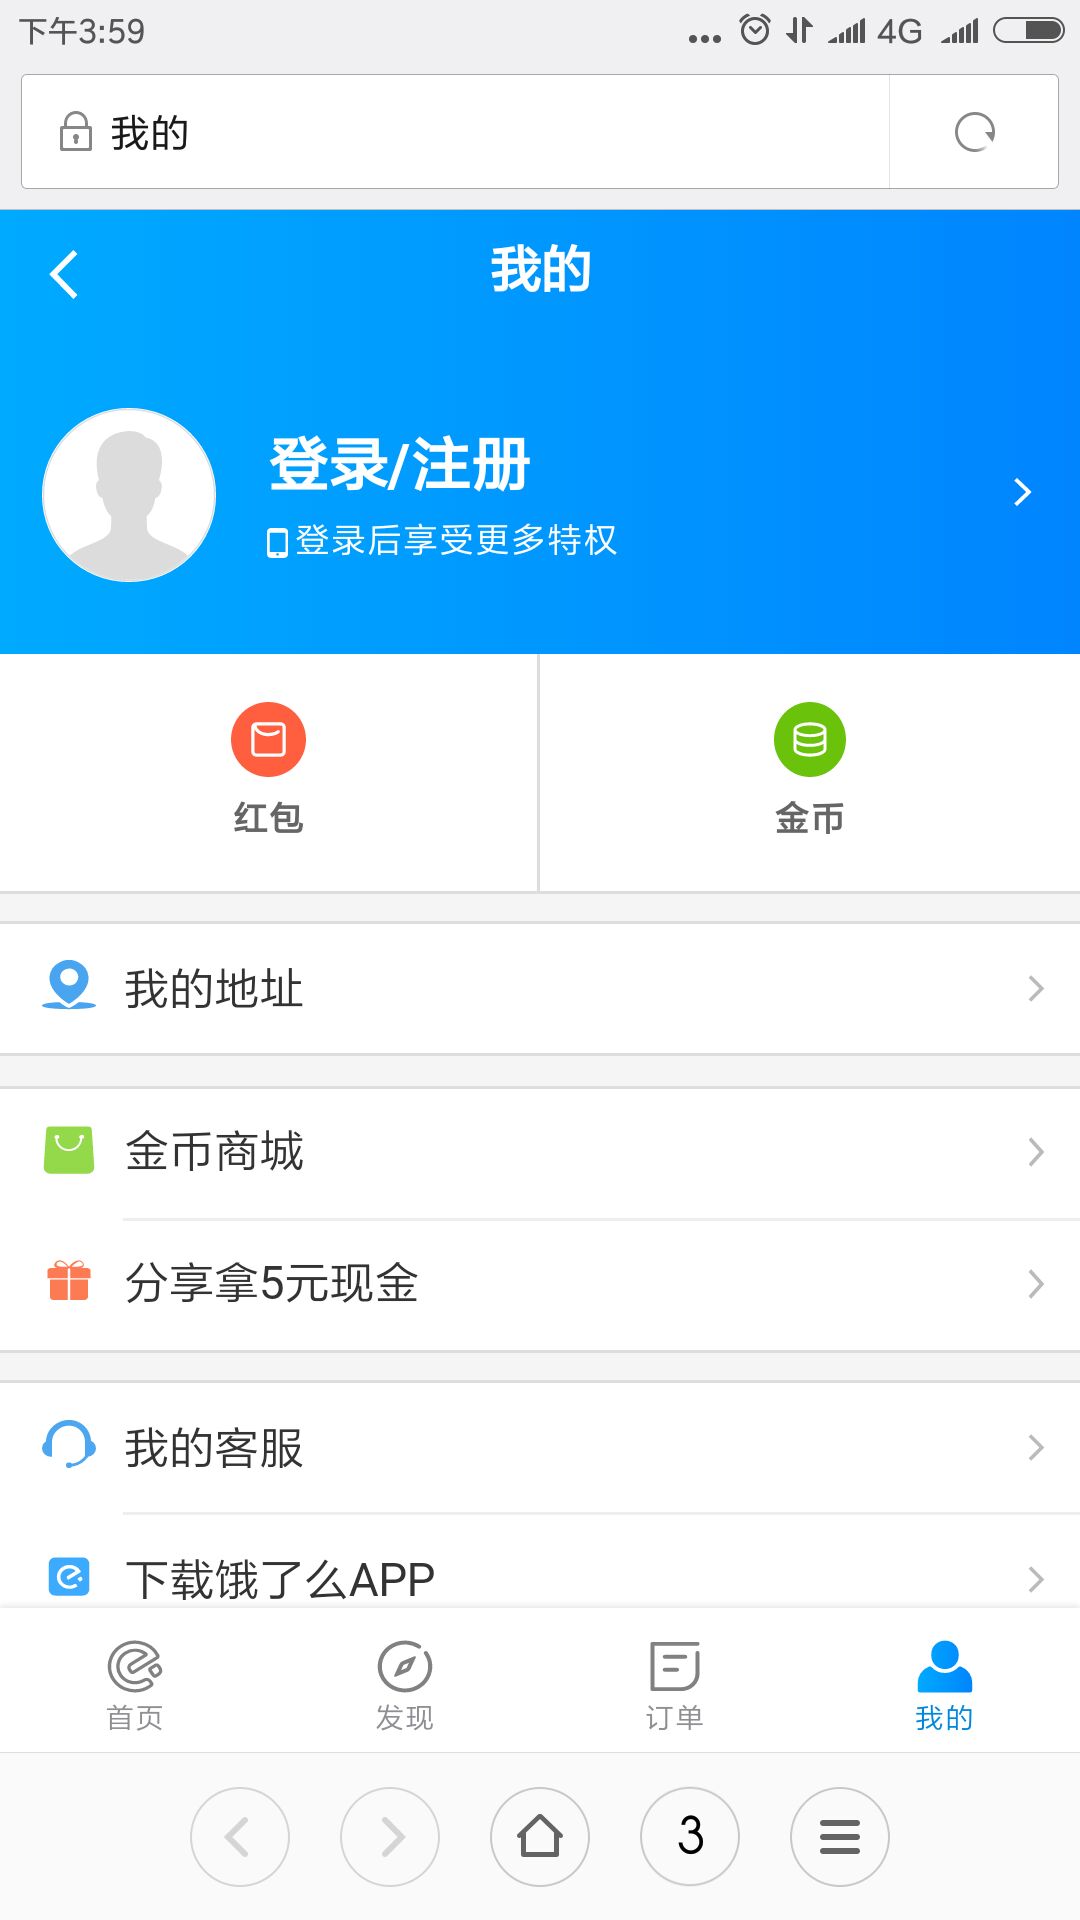 下午3:59
4G
我的
我的
登录/注册
登录后享受更多特权
红包
金币
我的地址
金币商城
分享拿5元现金
我的客服
下载饿了么APP
首页
发现
订单
我的
3